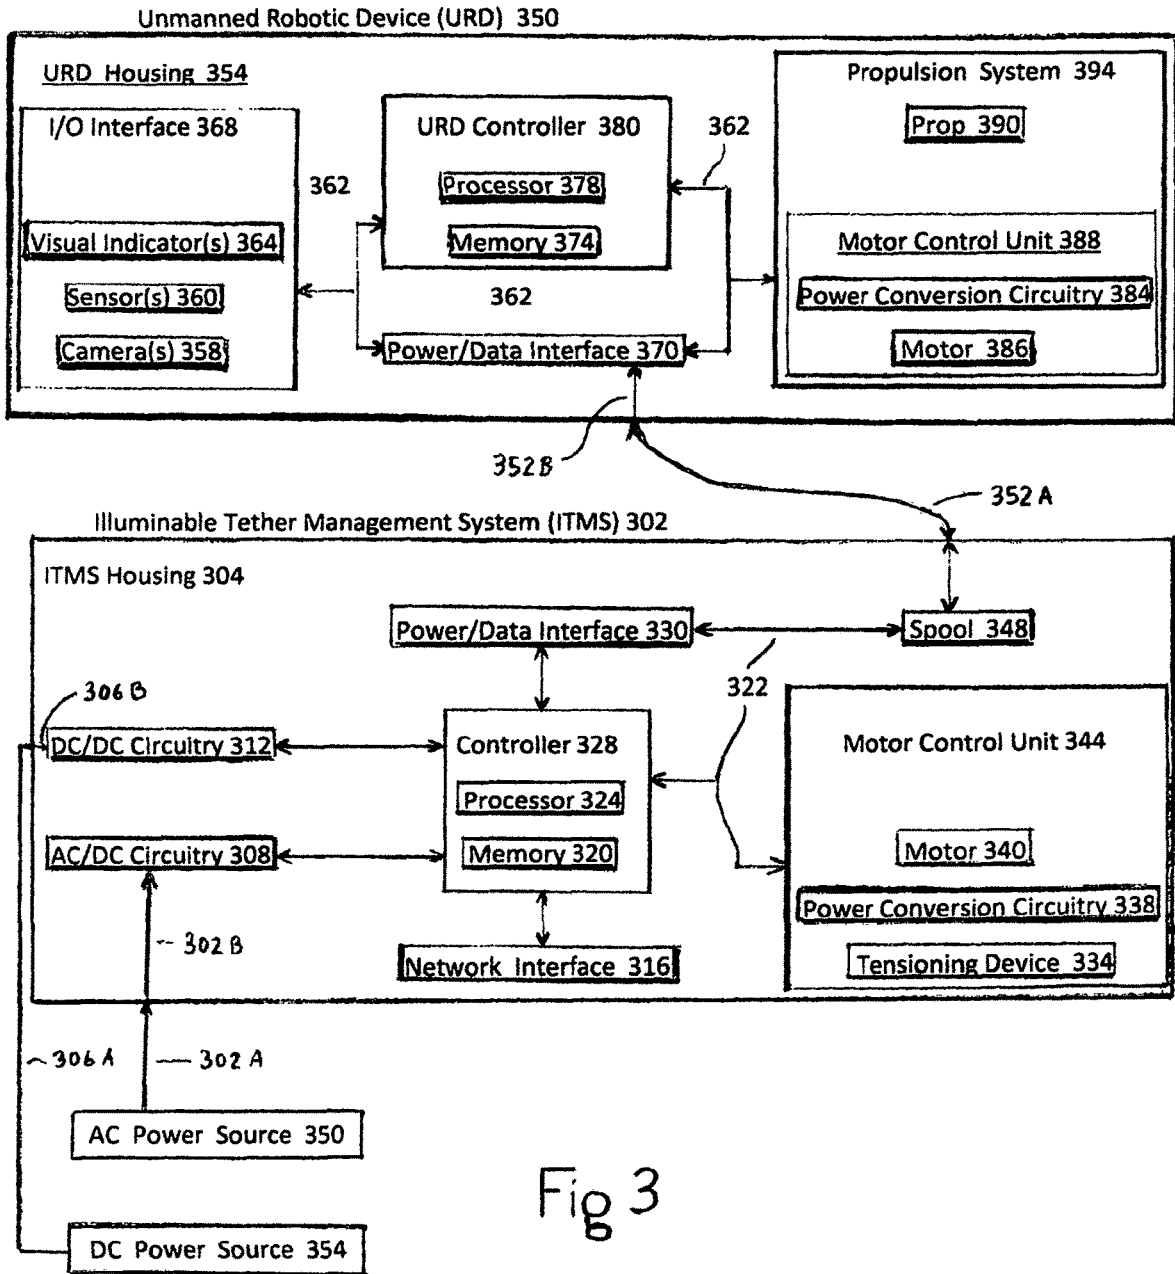 Unmanned Robotic Device (URD) 350
URD Housing 354
I/O Interface 368
Visual Indicator(s) 364
Sensor(s) 360
Camera(s) 358
362
URD Controller 380
Processor 378
Memory 374
362
Power/Data Interface 370
362
Propulsion System 394
Prop 390
Motor Control Unit 388
Power Conversion Circuitry 384
Motor 386
352B
352A
Illuminable Tether Management System (ITMS) 302
ITMS Housing 304
Power/Data Interface 330
Spool 348
322
306B
DC/DC Circuitry 312
AC/DC Circuitry 308
Controller 328
Processor 324
Memory 320
Network Interface 316
Motor Control Unit 344
Motor 340
Power Conversion Circuitry 338
Tensioning Device 334
302B
306A
302A
AC Power Source 350
DC Power Source 354
Fig 3